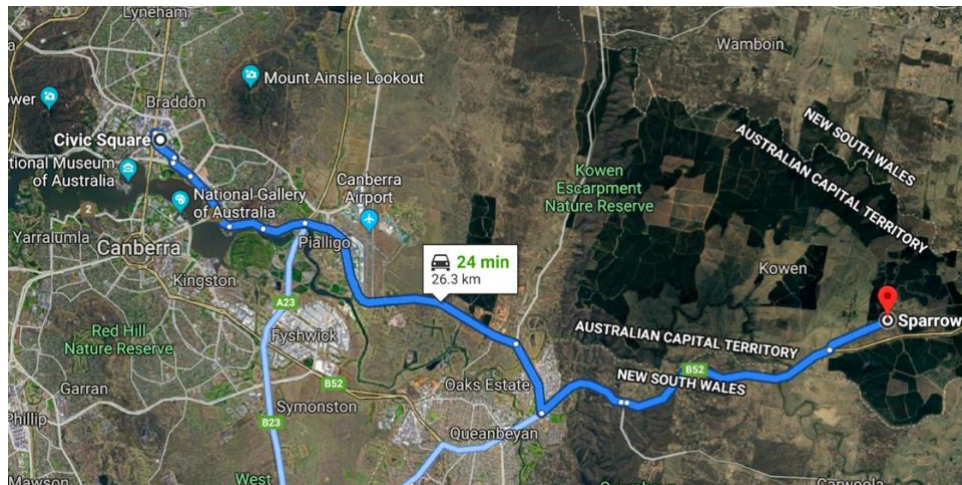 Lyneham
Wamboin
Mount Ainslie Lookout
ower
Braddon
NEW SOUTH WALES
AUSTRALIAN CAPITAL TERRITORY
Civic Square
tional Museum
of Australia
Kowen
Escarpment
Nature Reserve
Canberra
Airport
National Gallery
of Australia
2
Yarralumla
Canberra
Pialligo
24 min
26.3 km
Kowen
Kingston
A23
Sparrow
Fyshwick
Red Hill
Nature Reserve
AUSTRALIAN CAPITAL TERRITORY
B52
NEW SOUTH WALES
B52
Oaks Estate
Garran
Symonston
Phillip
B23
Queanbeyan
West
Mawson
Carwoola